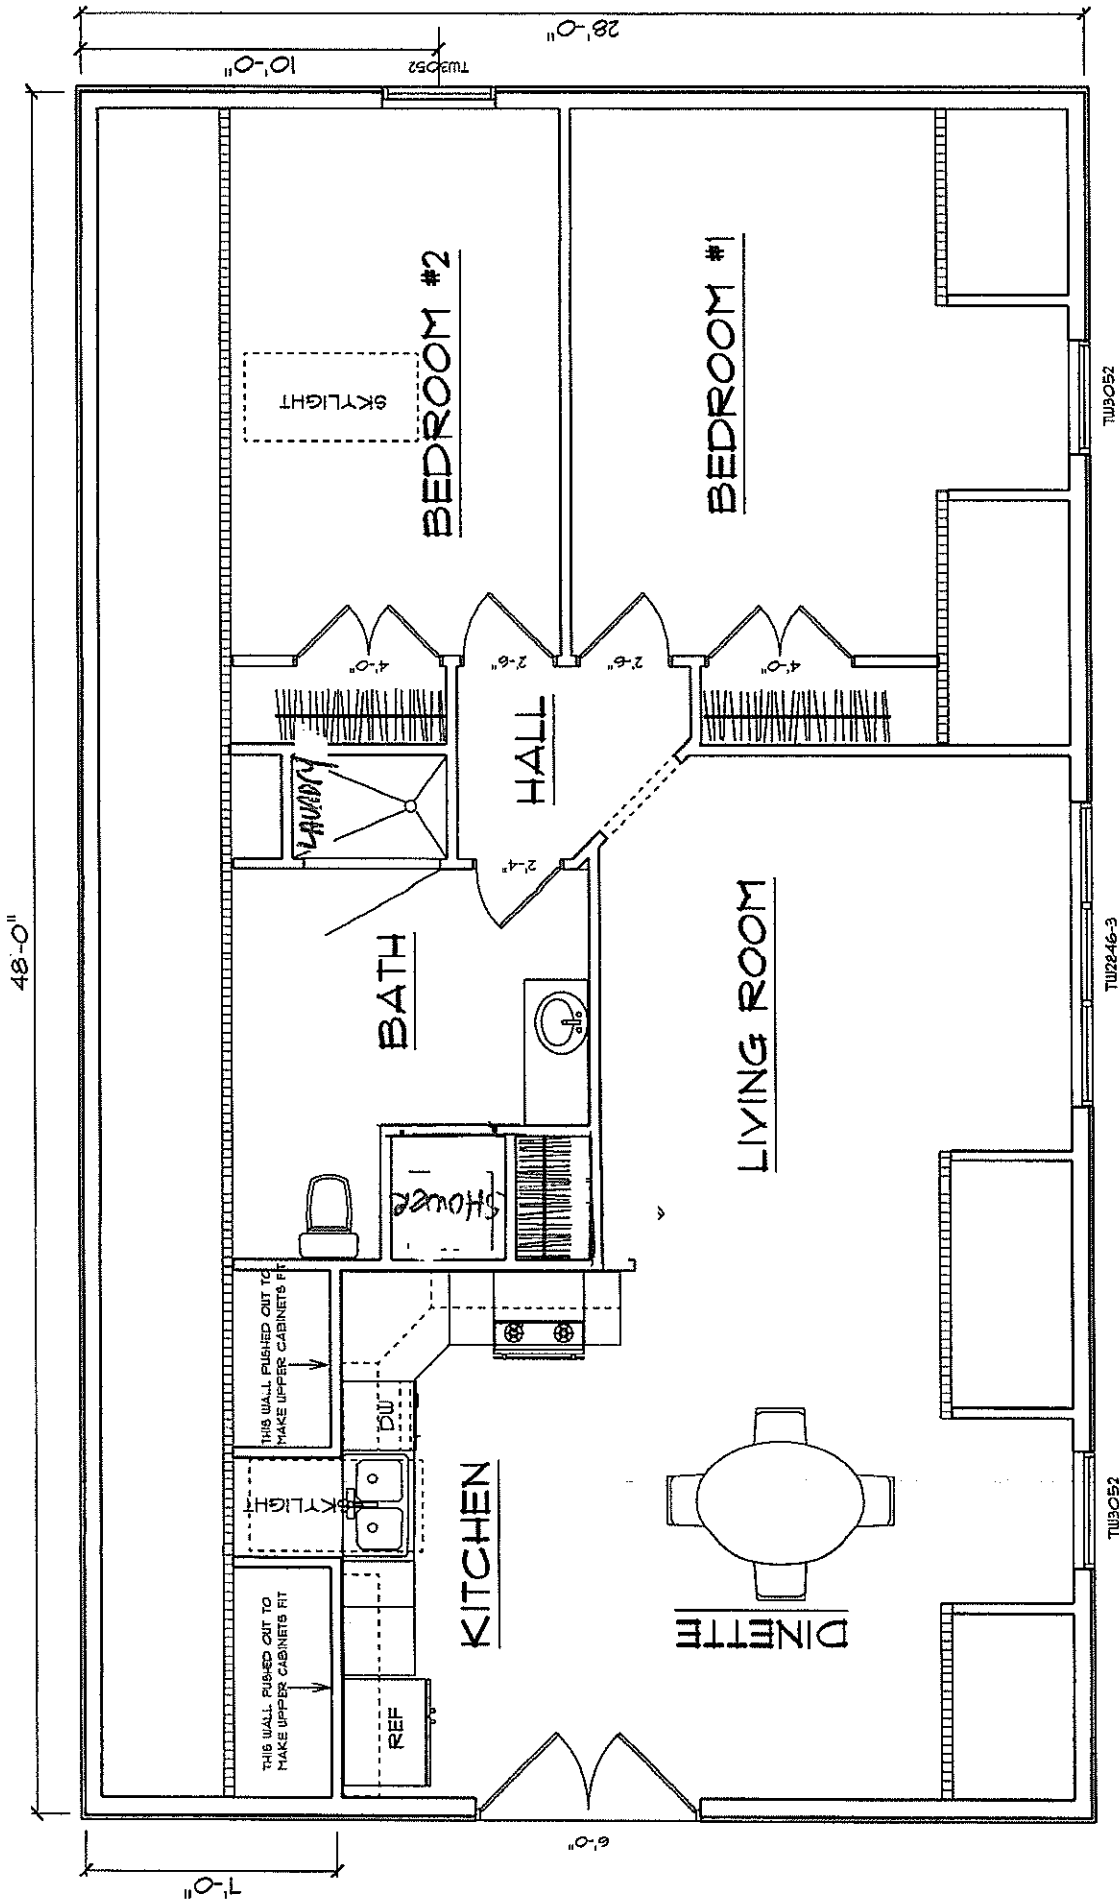 48'-0"
28'-0"
10'-0"
TW3052
BEDROOM #2
SKYLIGHT
BEDROOM #1
TW3052
4'-0"
2'-6"
2'-6"
4'-0"
HALL
LAUNDRY
2'-4"
BATH
LIVING ROOM
TW2846-3
SHOWER
THIS WALL PUSHED OUT TO
MAKE UPPER CABINETS FIT
DW
SKYLIGHT
KITCHEN
DINETTE
TW3052
THIS WALL PUSHED OUT TO
MAKE UPPER CABINETS FIT
REF
6'-0"
7'-0"